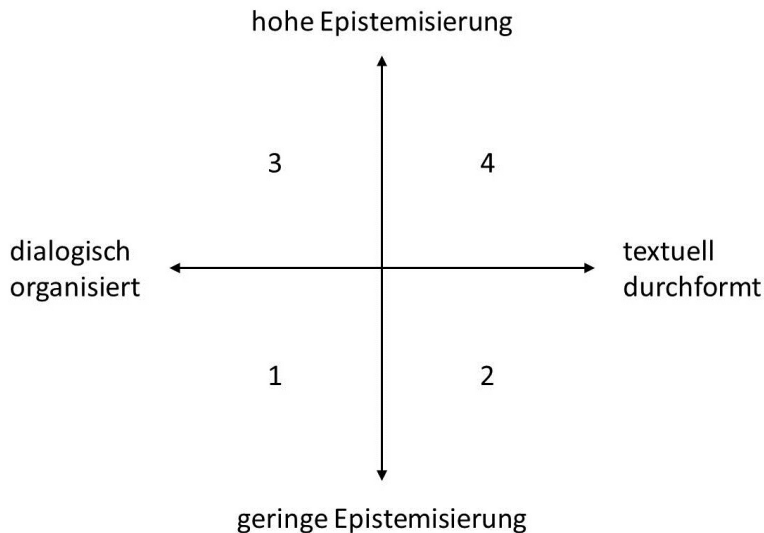 hohe Epistemisierung
3
4
dialogisch
organisiert
textuell
durchformt
1
2
geringe Epistemisierung